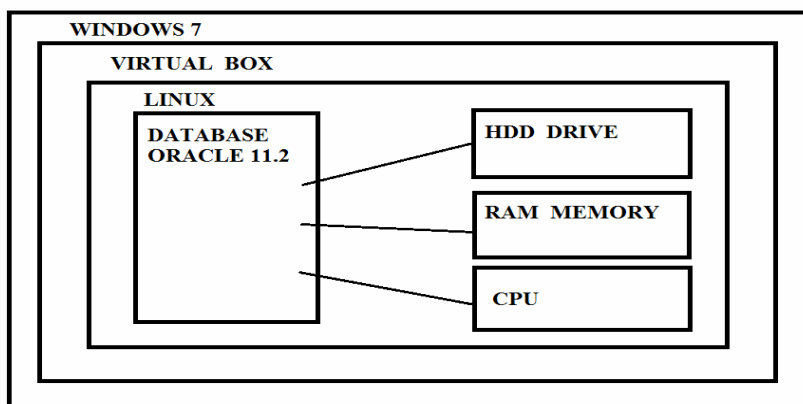 WINDOWS 7
VIRTUAL BOX
LINUX
DATABASE
ORACLE 11.2
HDD DRIVE
RAM MEMORY
CPU